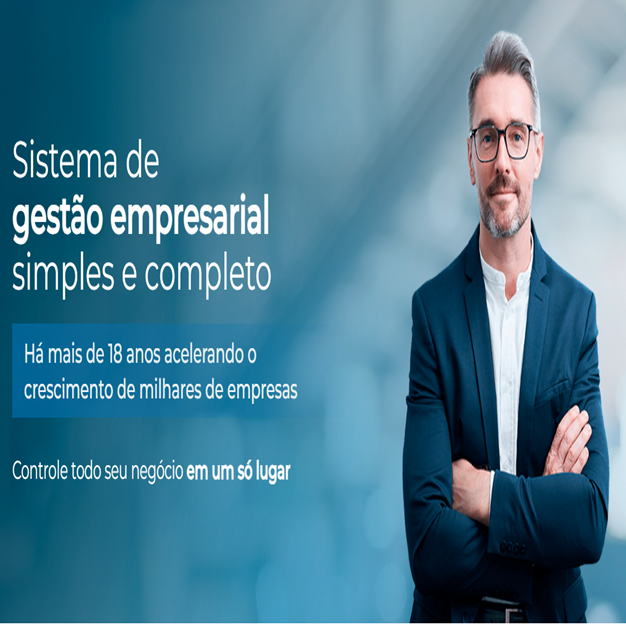 Sistema de
gestão empresarial
simples e completo
Há mais de 18 anos acelerando o
crescimento de milhares de empresas
Controle todo seu negócio em um só lugar